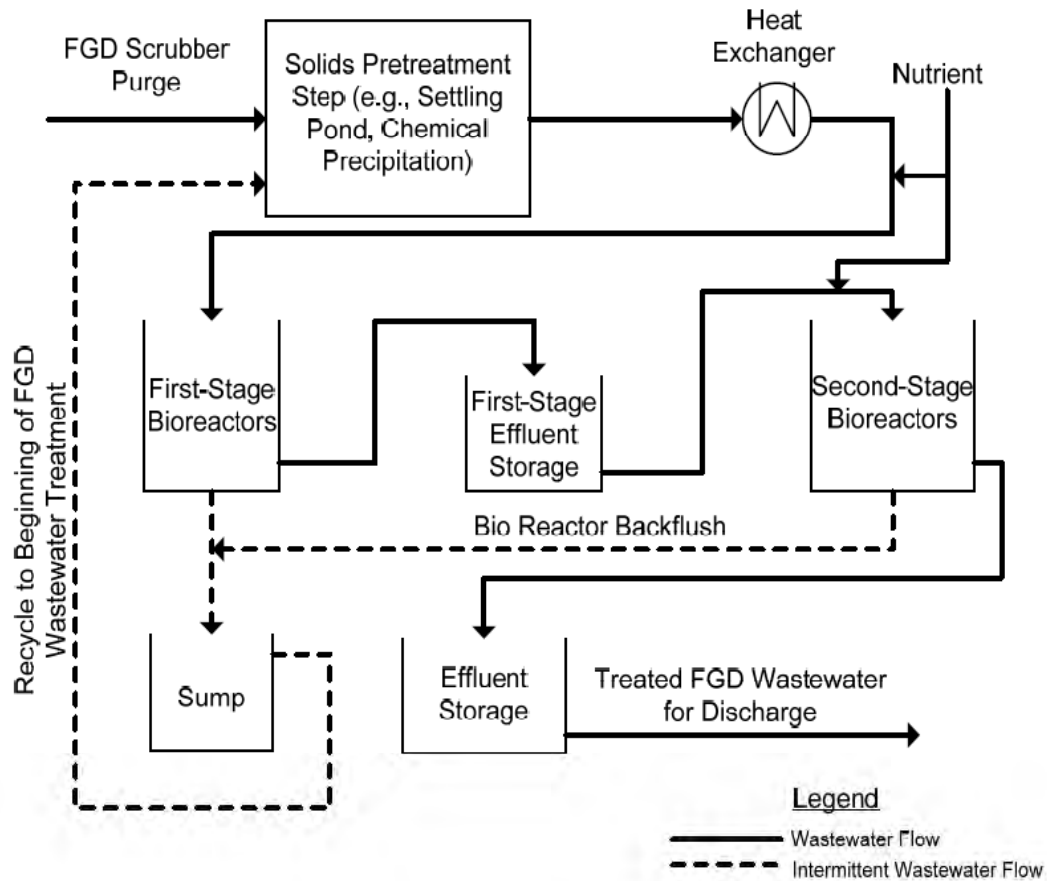 FGD Scrubber
Purge
Solids Pretreatment
Step (e.g., Settling
Pond, Chemical
Precipitation)
Heat
Exchanger
Nutrient
First-Stage
Bioreactors
First-Stage
Effluent
Storage
Second-Stage
Bioreactors
Bio Reactor Backflush
Recycle to Beginning of FGD
Wastewater Treatment
Sump
Effluent
Storage
Treated FGD Wastewater
for Discharge
Legend
Wastewater Flow
Intermittent Wastewater Flow